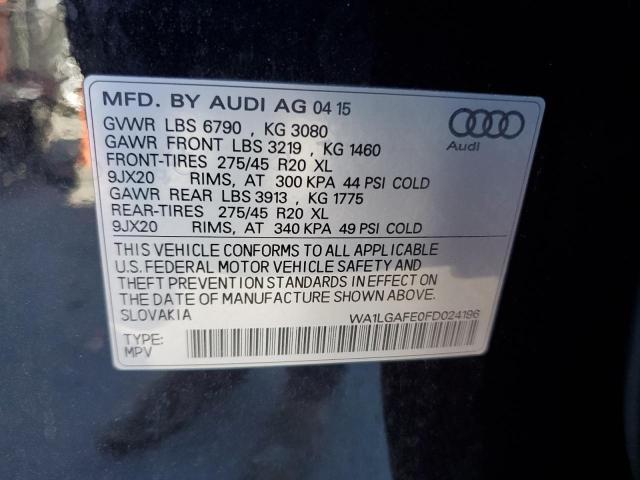 MFD. BY AUDI AG 04 15
GVWR LBS 6790 , KG 3080
GAWR FRONT LBS 3219 , KG 1460
FRONT-TIRES 275/45 R20 XL
9JX20 RIMS, AT 300 KPA 44 PSI COLD
GAWR REAR LBS 3913 , KG 1775
REAR-TIRES 275/45 R20 XL
9JX20 RIMS, AT 340 KPA 49 PSI COLD
Audi
THIS VEHICLE CONFORMS TO ALL APPLICABLE
U.S. FEDERAL MOTOR VEHICLE SAFETY AND
THEFT PREVENTION STANDARDS IN EFFECT ON
THE DATE OF MANUFACTURE SHOWN ABOVE.
SLOVAKIA
WA1LGAFE0FD024196
TYPE:
MPV